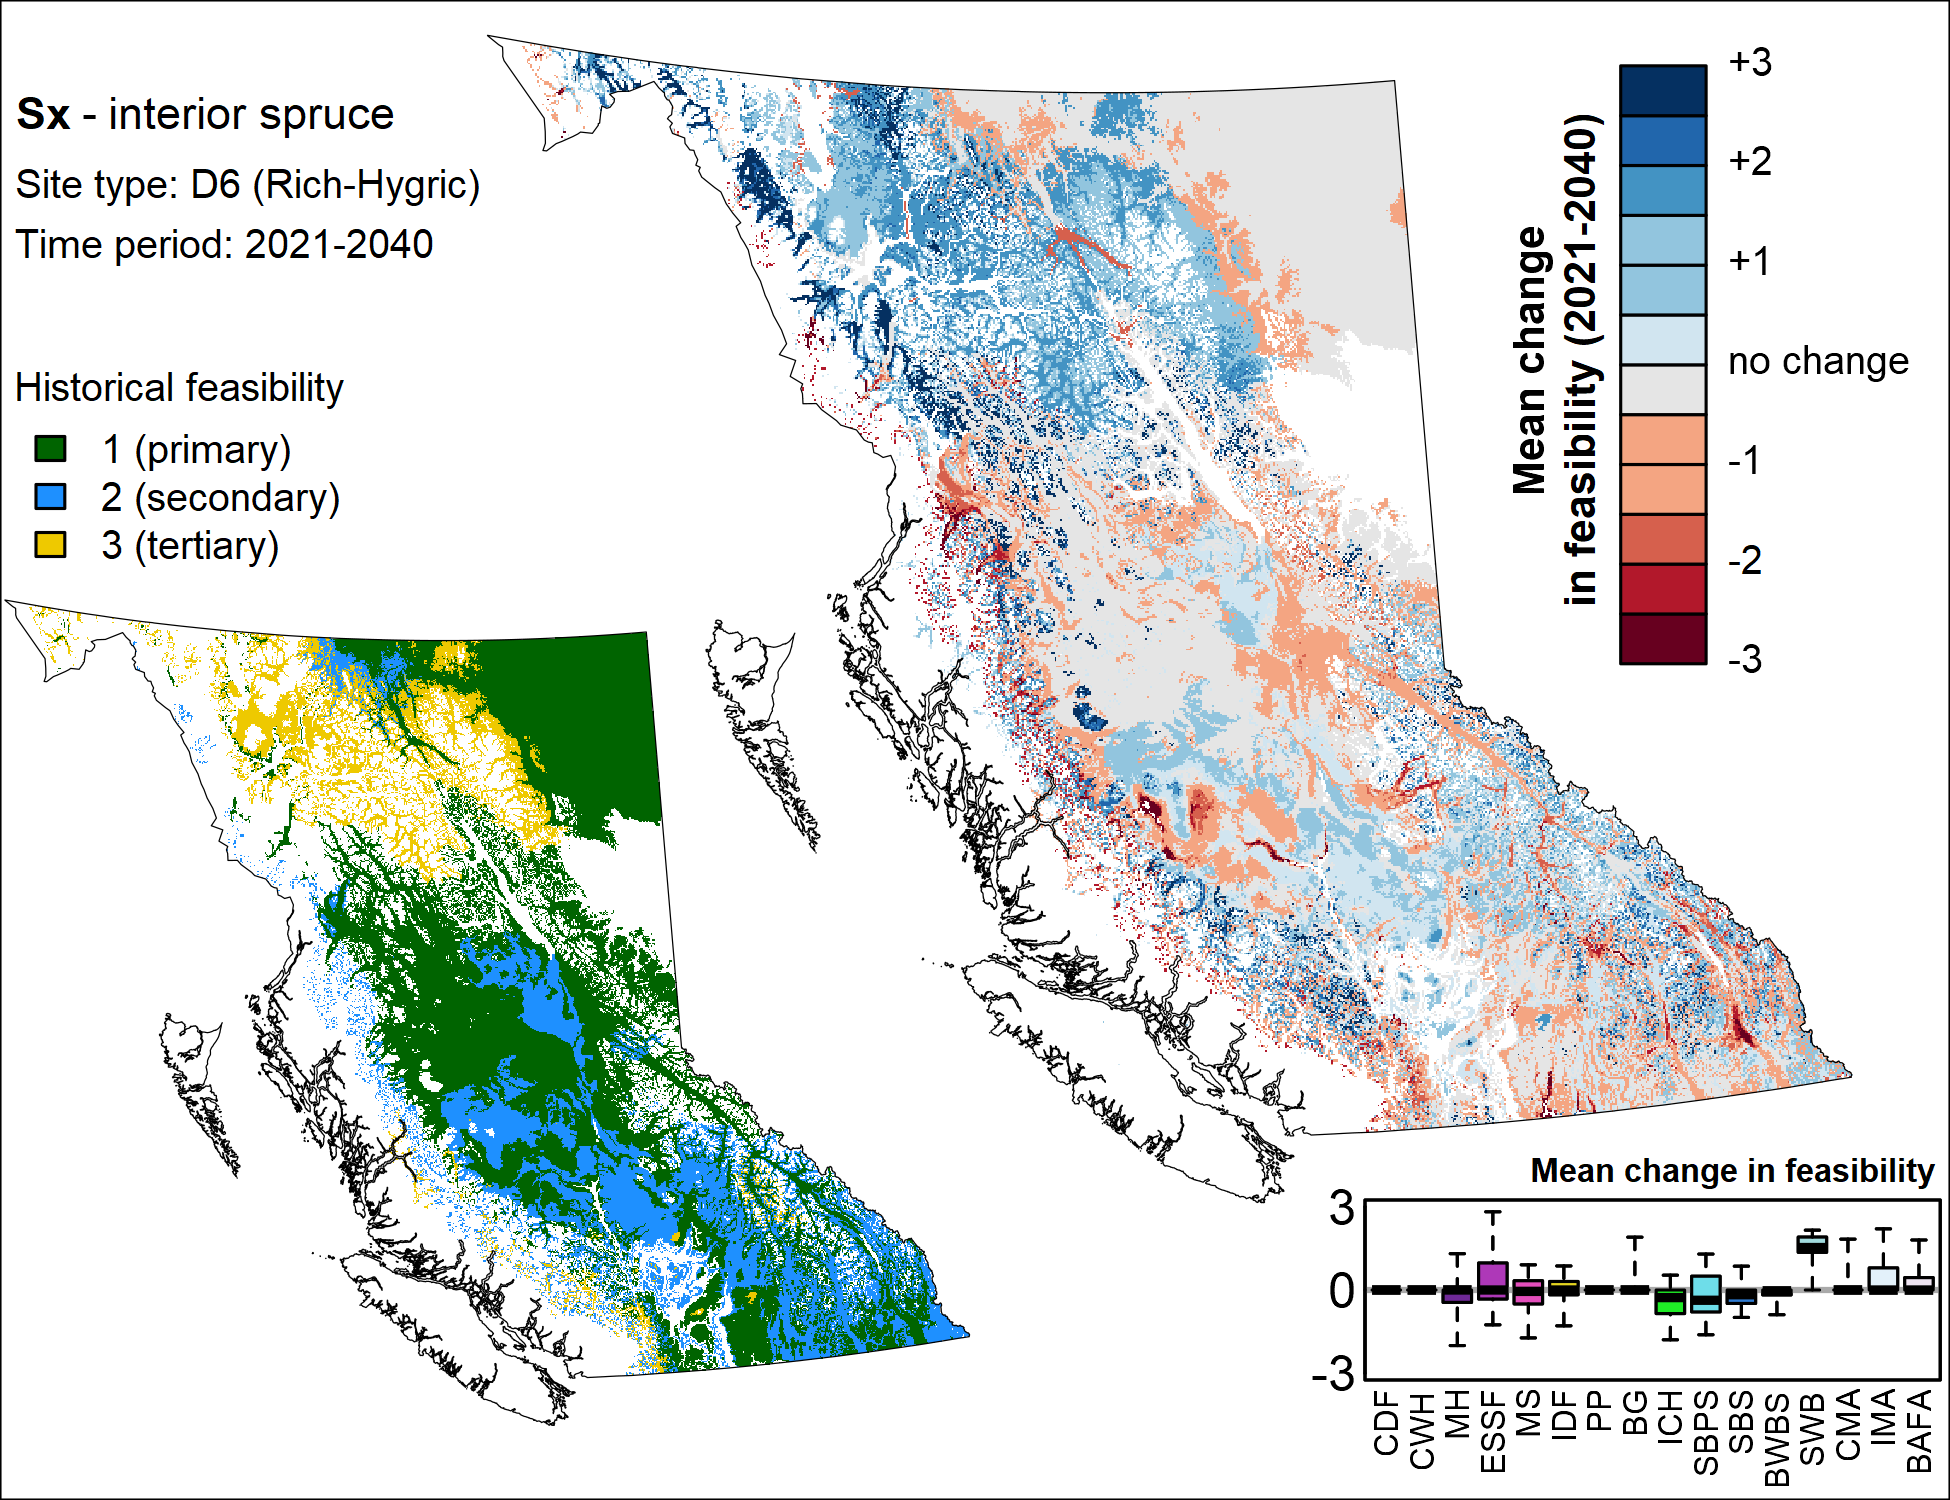 Sx - interior spruce
Site type: D6 (Rich-Hygric)
Time period: 2021-2040
Historical feasibility
1 (primary)
2 (secondary)
3 (tertiary)
Mean change
in feasibility (2021-2040)
+3
+2
+1
no change
-1
-2
-3
Mean change in feasibility
3
0
-3
CDF
CWH
MH
ESSF
MS
IDF
PP
BG
ICH
SBPS
SBS
BWBS
SWB
CMA
IMA
BAFA